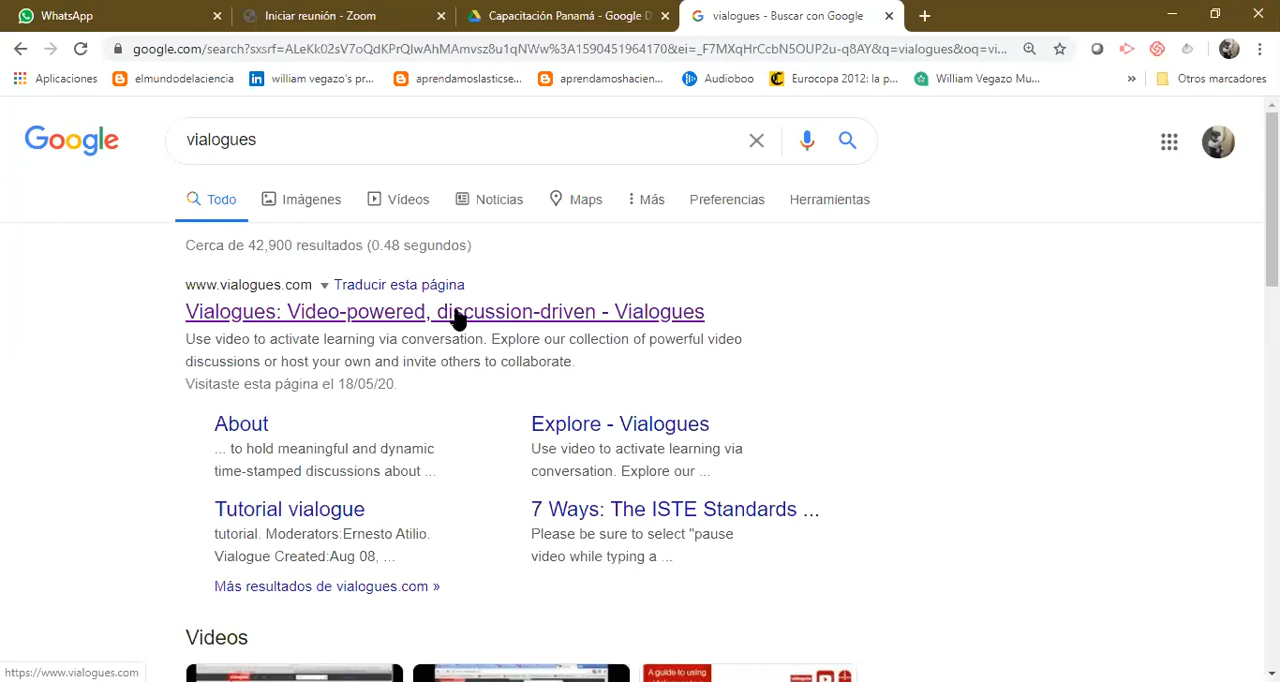 WhatsApp
Iniciar reunión - Zoom
Capacitación Panamá - Google D
vialogues - Buscar con Google
google.com/search?sxsrf=ALeKk02sV7oQdKPrQIwAhMAmvsz8u1qNWw%3A1590451964170&ei=_F7MXqHrCcbN5OUP2u-q8AY&q=vialogues&oq=vi...
Aplicaciones
elmundodelaciencia
william vegazo's pr...
aprendamoslasticse...
aprendamoshacien...
Audioboo
Eurocopa 2012: la p...
William Vegazo Mu...
»
Otros marcadores
Google
vialogues
Todo
Imágenes
Vídeos
Noticias
Maps
Más
Preferencias
Herramientas
Cerca de 42,900 resultados (0.48 segundos)
www.vialogues.com ▼ Traducir esta página
Vialogues: Video-powered, discussion-driven - Vialogues
Use video to activate learning via conversation. Explore our collection of powerful video
discussions or host your own and invite others to collaborate.
Visitaste esta página el 18/05/20.
About
... to hold meaningful and dynamic
time-stamped discussions about ...
Explore - Vialogues
Use video to activate learning via
conversation. Explore our ...
Tutorial vialogue
tutorial. Moderators:Ernesto Atilio.
Vialogue Created:Aug 08, ...
7 Ways: The ISTE Standards ...
Please be sure to select "pause
video while typing a ...
Más resultados de vialogues.com »
Videos
A guide to using
https://www.vialogues.com